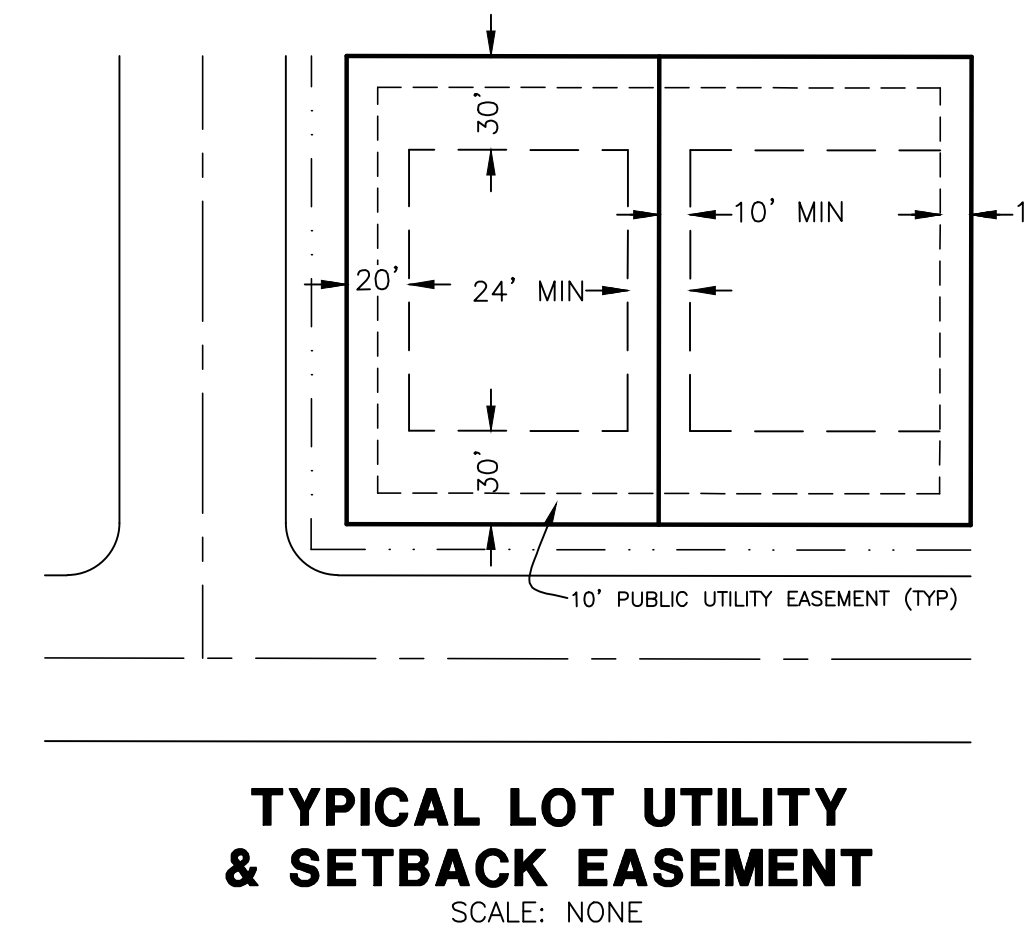 30'
10' MIN
1
20'
24' MIN
30'
10' PUBLIC UTILITY EASEMENT (TYP)
TYPICAL LOT UTILITY
& SETBACK EASEMENT
SCALE: NONE